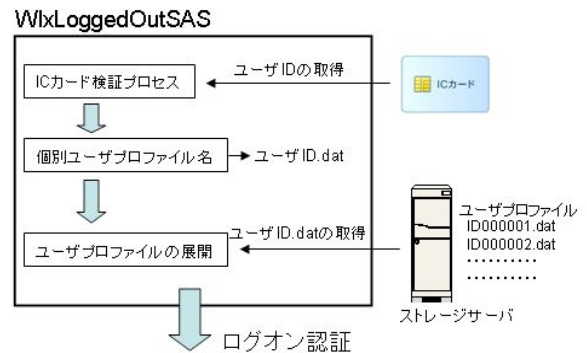 WlxLoggedOutSAS
ICカード検証プロセス
ユーザIDの取得
ICカード
個別ユーザプロファイル名
ユーザID.dat
ユーザプロファイルの展開
ユーザID.datの取得
ユーザプロファイル
ID000001.dat
ID000002.dat
..........
..........
ストレージサーバ
ログオン認証